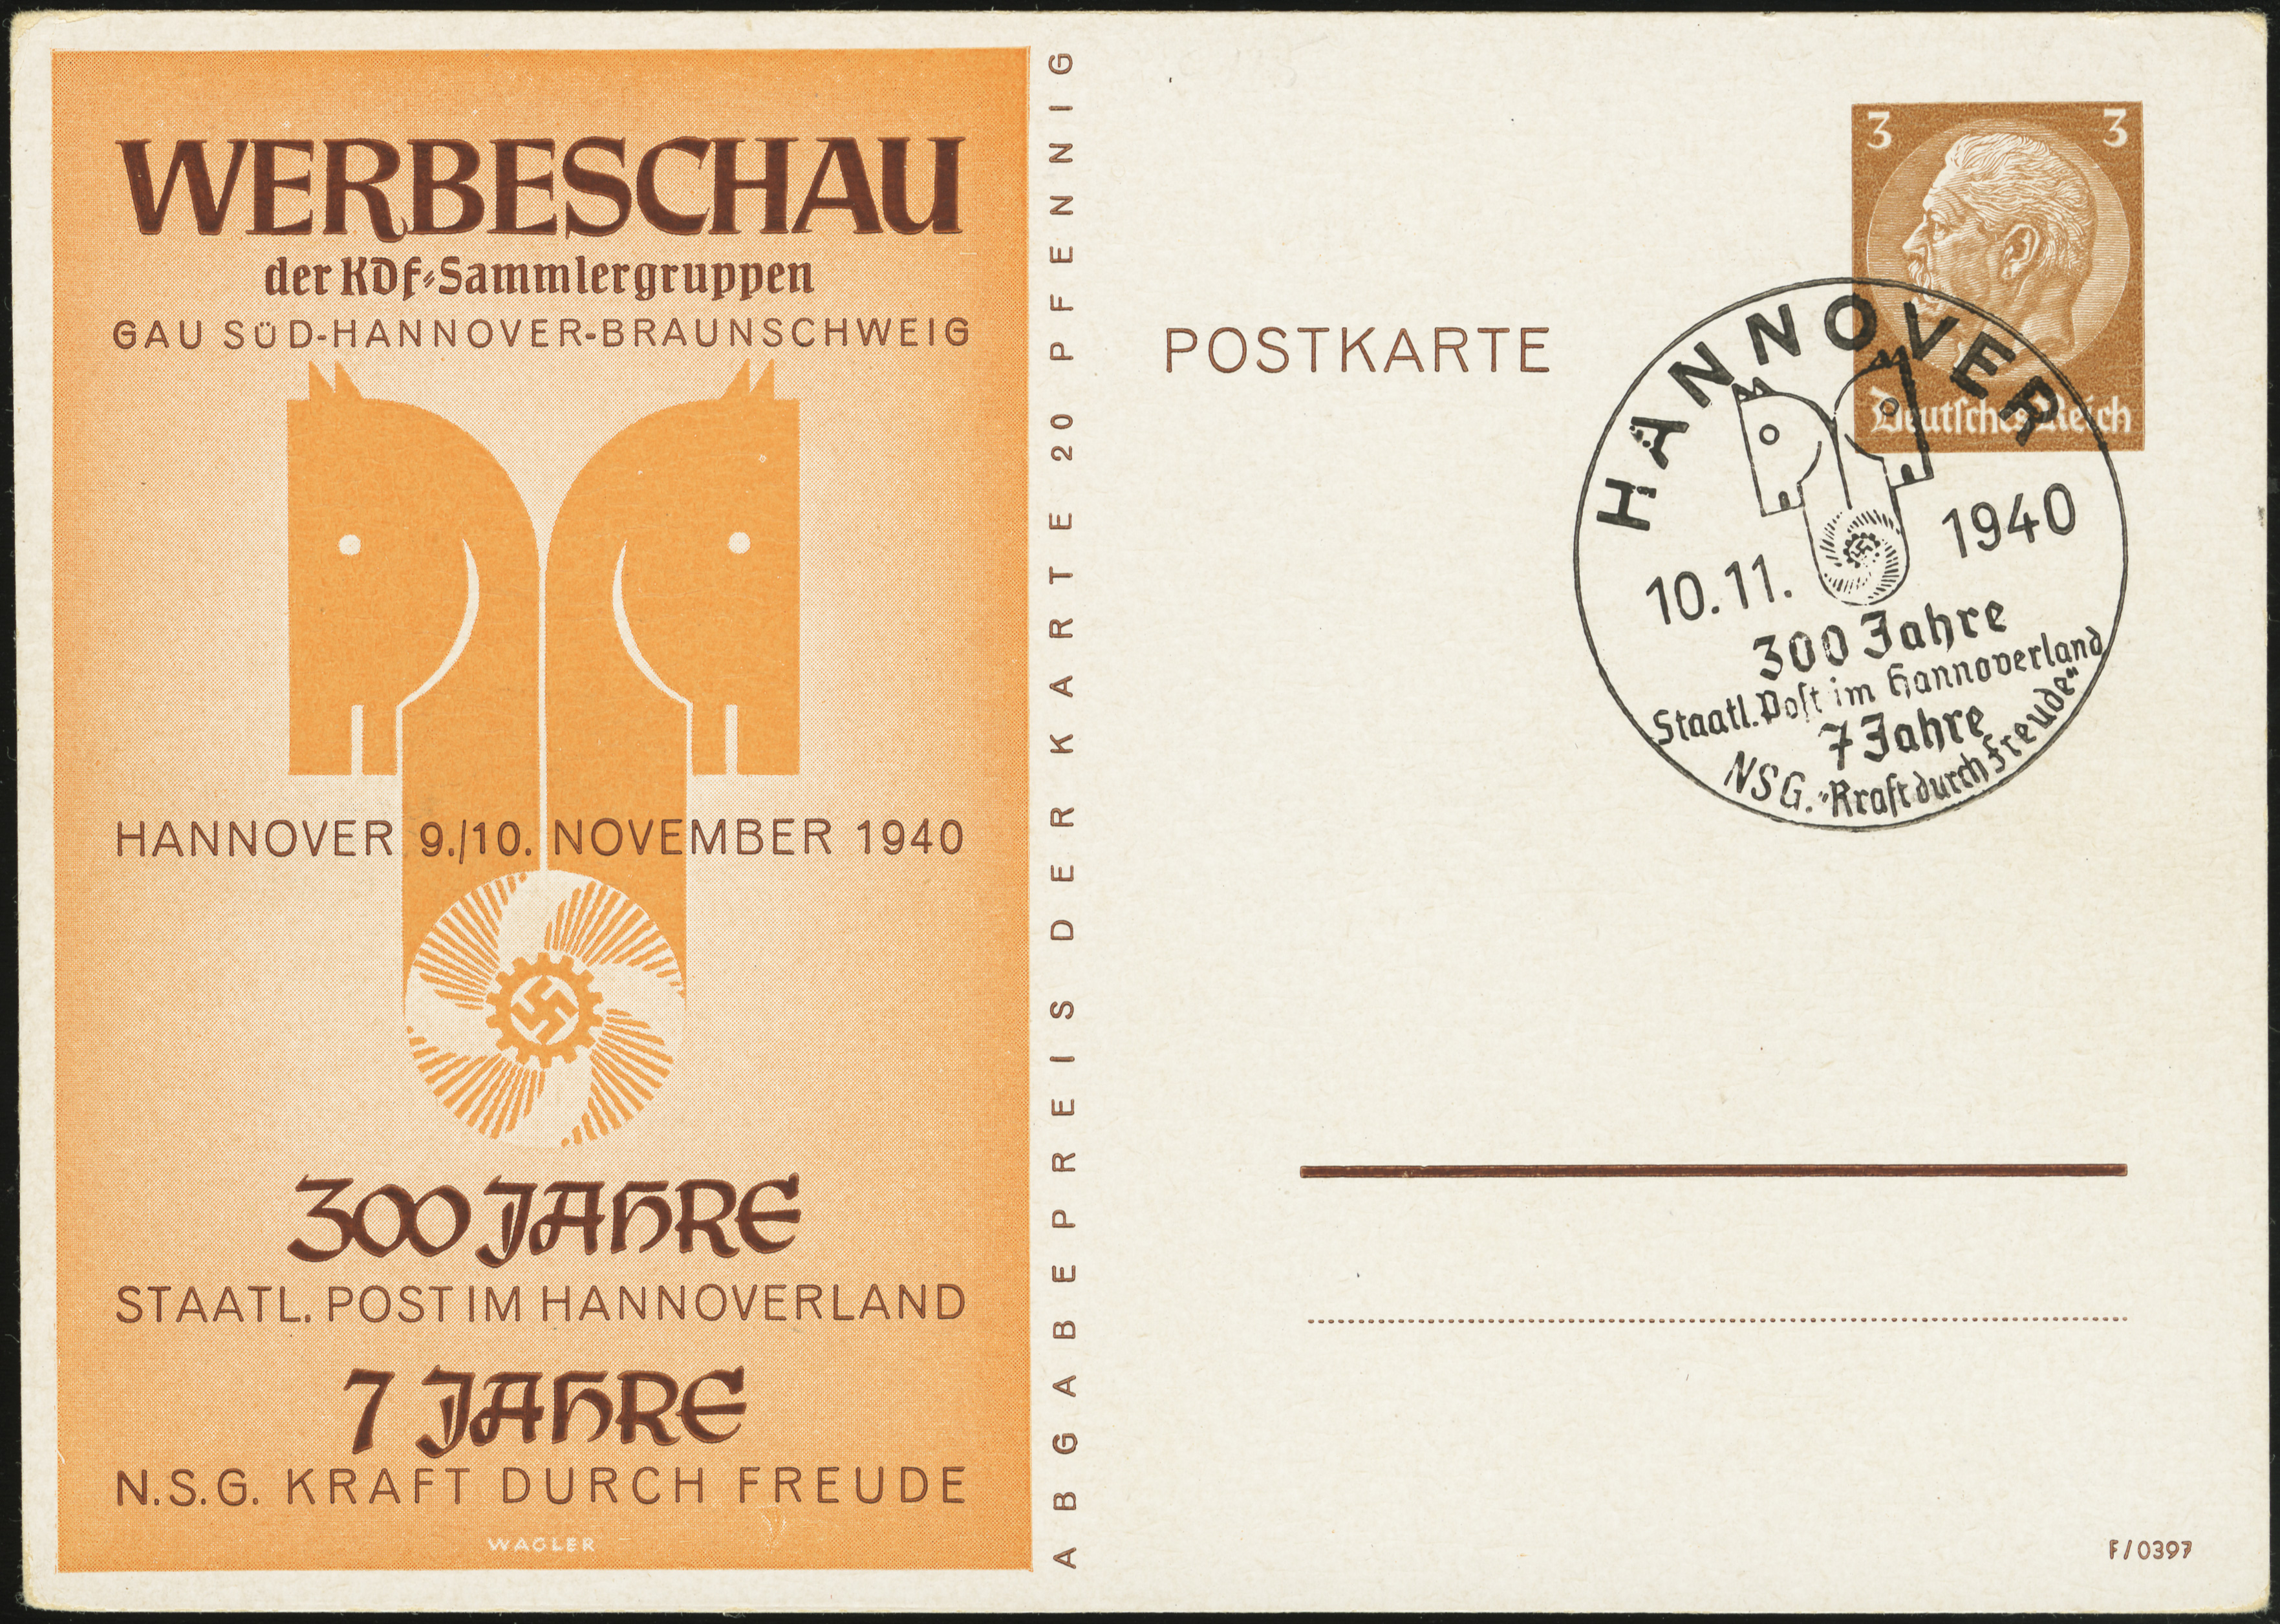 WERBESCHAU
der KDF-Sammlergruppen
GAU SÜD-HANNOVER-BRAUNSCHWEIG
HANNOVER 9./10. NOVEMBER 1940
300 JAHRE
STAATL. POST IM HANNOVERLAND
7 JAHRE
N.S.G. KRAFT DURCH FREUDE
WAGLER
ABGABEPREIS DER KARTE 20 PFENNIG
POSTKARTE
3 3
Deutsches Reich
HANNOVER
10.11. 1940
300 Jahre
Staatl. Post im Hannoverland
7 Jahre
NSG. "Kraft durch Freude"
F/0397